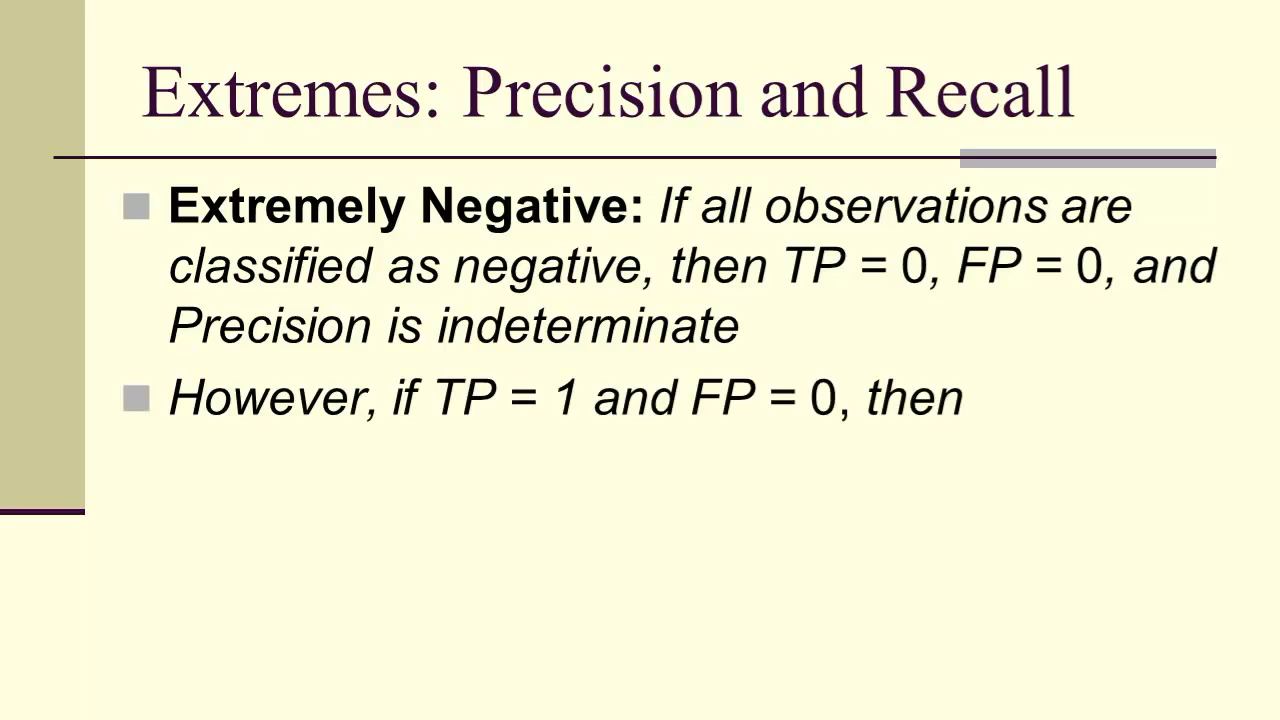 Extremes: Precision and Recall
Extremely Negative: If all observations are
classified as negative, then TP = 0, FP = 0, and
Precision is indeterminate
However, if TP = 1 and FP = 0, then